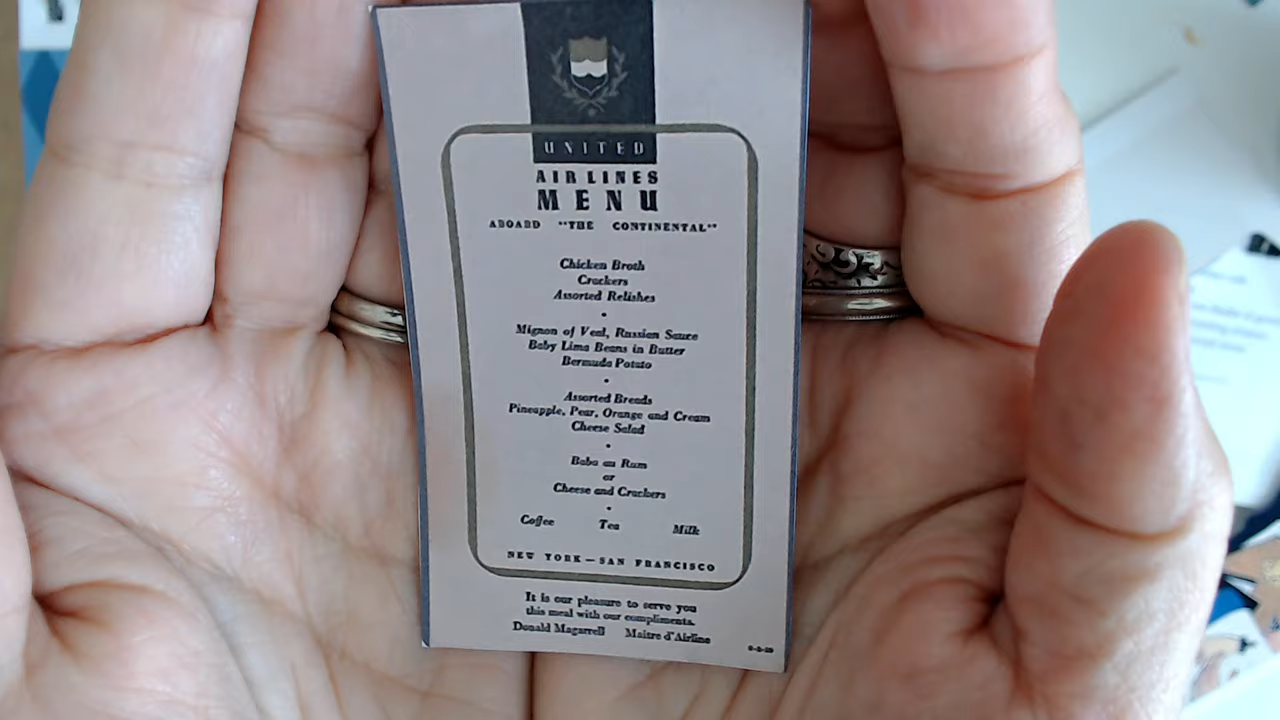 UNITED
AIR LINES
MENU
ABOARD "THE CONTINENTAL"
Chicken Broth
Crackers
Assorted Relishes
Mignon of Veal, Russian Sauce
Baby Lima Beans in Butter
Bermuda Potato
Assorted Breads
Pineapple, Pear, Orange and Cream
Cheese Salad
Baba au Rum
or
Cheese and Crackers
Coffee Tea Milk
NEW YORK — SAN FRANCISCO
It is our pleasure to serve you
this meal with our compliments.
Donald Magarrell Maitre d'Airline